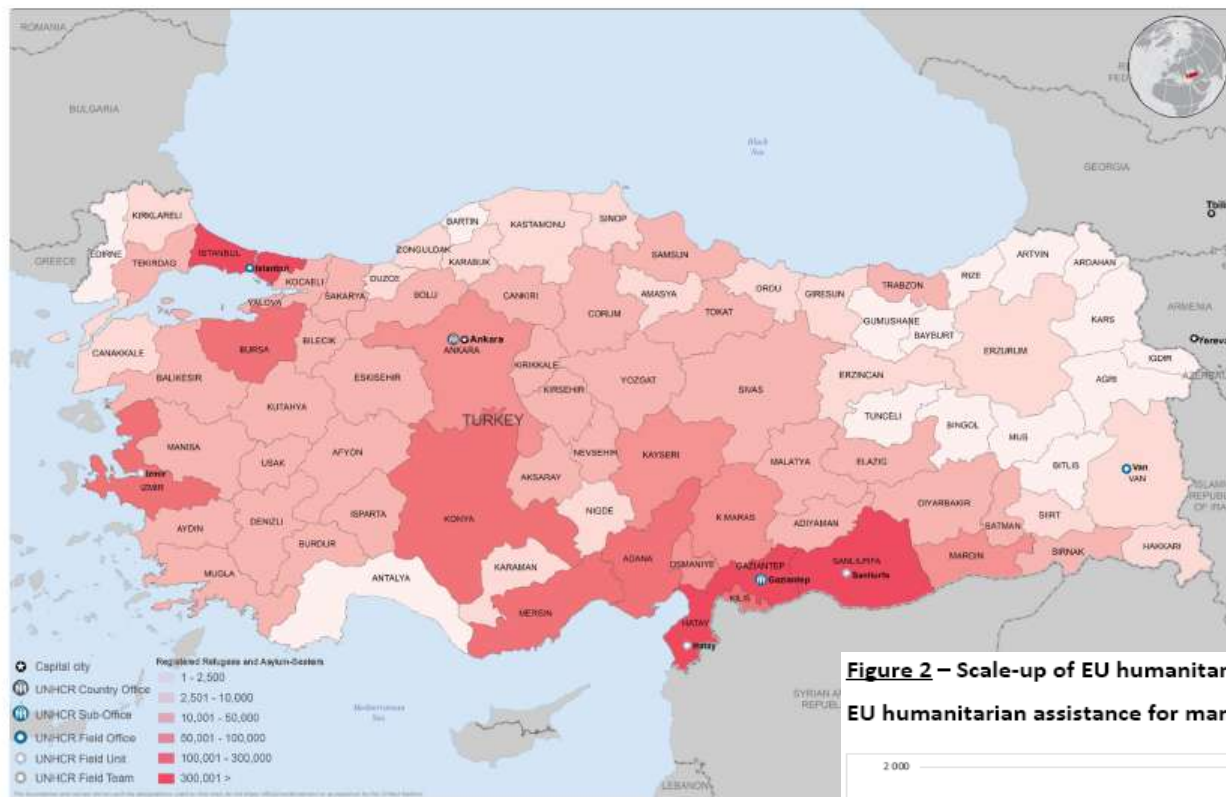 ROMANIA
BULGARIA
GREECE
GEORGIA
ARMENIA
Black
Sea
KIRKLARELI
EDIRNE
TEKIRDAG
ISTANBUL
Istanbul
KOCAELI
YALOVA
SAKARYA
DUZCE
ZONGULDAK
BARTIN
KARABUK
KASTAMONU
SINOP
BOLU
CANKIRI
SAMSUN
AMASYA
CORUM
TOKAT
ORDU
GIRESUN
TRABZON
GUMUSHANE
BAYBURT
RIZE
ARTVIN
ARDAHAN
KARS
IGDIR
AGRI
ERZURUM
ERZINCAN
CANAKKALE
BALIKESIR
BURSA
BILECIK
ESKISEHIR
KUTAHYA
Ankara
ANKARA
KIRIKKALE
KIRSEHIR
YOZGAT
SIVAS
TURKEY
TUNCELI
BINGOL
MUS
BITLIS
Van
VAN
MANISA
USAK
AFYON
Izmir
IZMIR
AYDIN
DENIZLI
ISPARTA
BURDUR
MUGLA
ANTALYA
KONYA
AKSARAY
NEVSEHIR
NIGDE
KAYSERI
KARAMAN
MERSIN
ADANA
K.MARAS
OSMANIYE
MALATYA
ELAZIG
ADIYAMAN
DIYARBAKIR
BATMAN
SIIRT
SIRNAK
HAKKARI
MARDIN
SANLIURFA
Sanliurfa
GAZIANTEP
Gaziantep
KILIS
HATAY
Hatay
Mediterranean
Sea
LEBANON
Capital city
UNHCR Country Office
UNHCR Sub-Office
UNHCR Field Office
UNHCR Field Unit
UNHCR Field Team
Registered Refugees and Asylum-Seekers
1 - 2,500
2,501 - 10,000
10,001 - 50,000
50,001 - 100,000
100,001 - 300,000
300,001 >
Figure 2 – Scale-up of EU humanitar
EU humanitarian assistance for mar
2 000